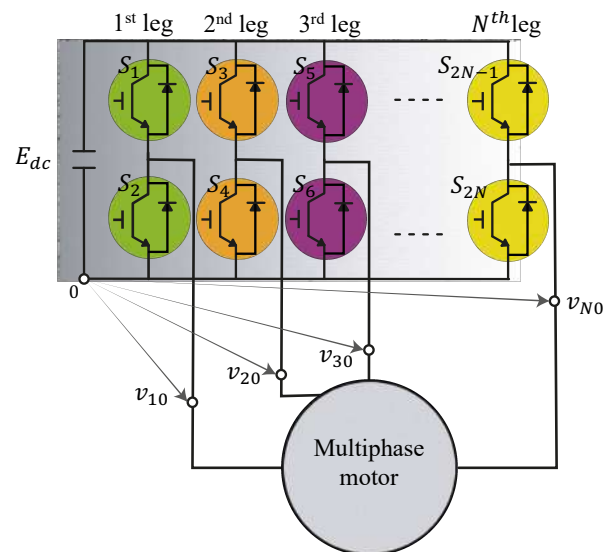 1st leg 2nd leg 3rd leg Nth leg
S1 S3 S5 S2N−1
Edc
S2 S4 S6 S2N
0
vN0
v30
v20
v10
Multiphase
motor